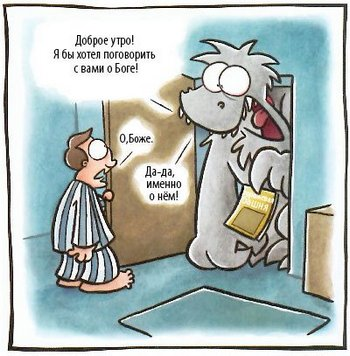 Доброе утро!
Я бы хотел поговорить
с вами о Боге!
О,Боже.
Да-да,
именно
о нём!